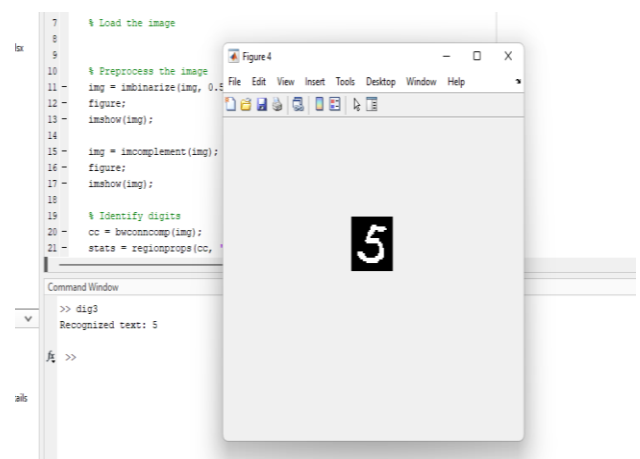 lsx
7 % Load the image
8
9
10 % Preprocess the image
11 - img = imbinarize(img, 0.5
12 - figure;
13 - imshow(img);
14
15 - img = imcomplement(img);
16 - figure;
17 - imshow(img);
18
19 % Identify digits
20 - cc = bwconncomp(img);
21 - stats = regionprops(cc, '
Figure 4
File Edit View Insert Tools Desktop Window Help
5
Command Window
>> dig3
Recognized text: 5
fx >>
ails